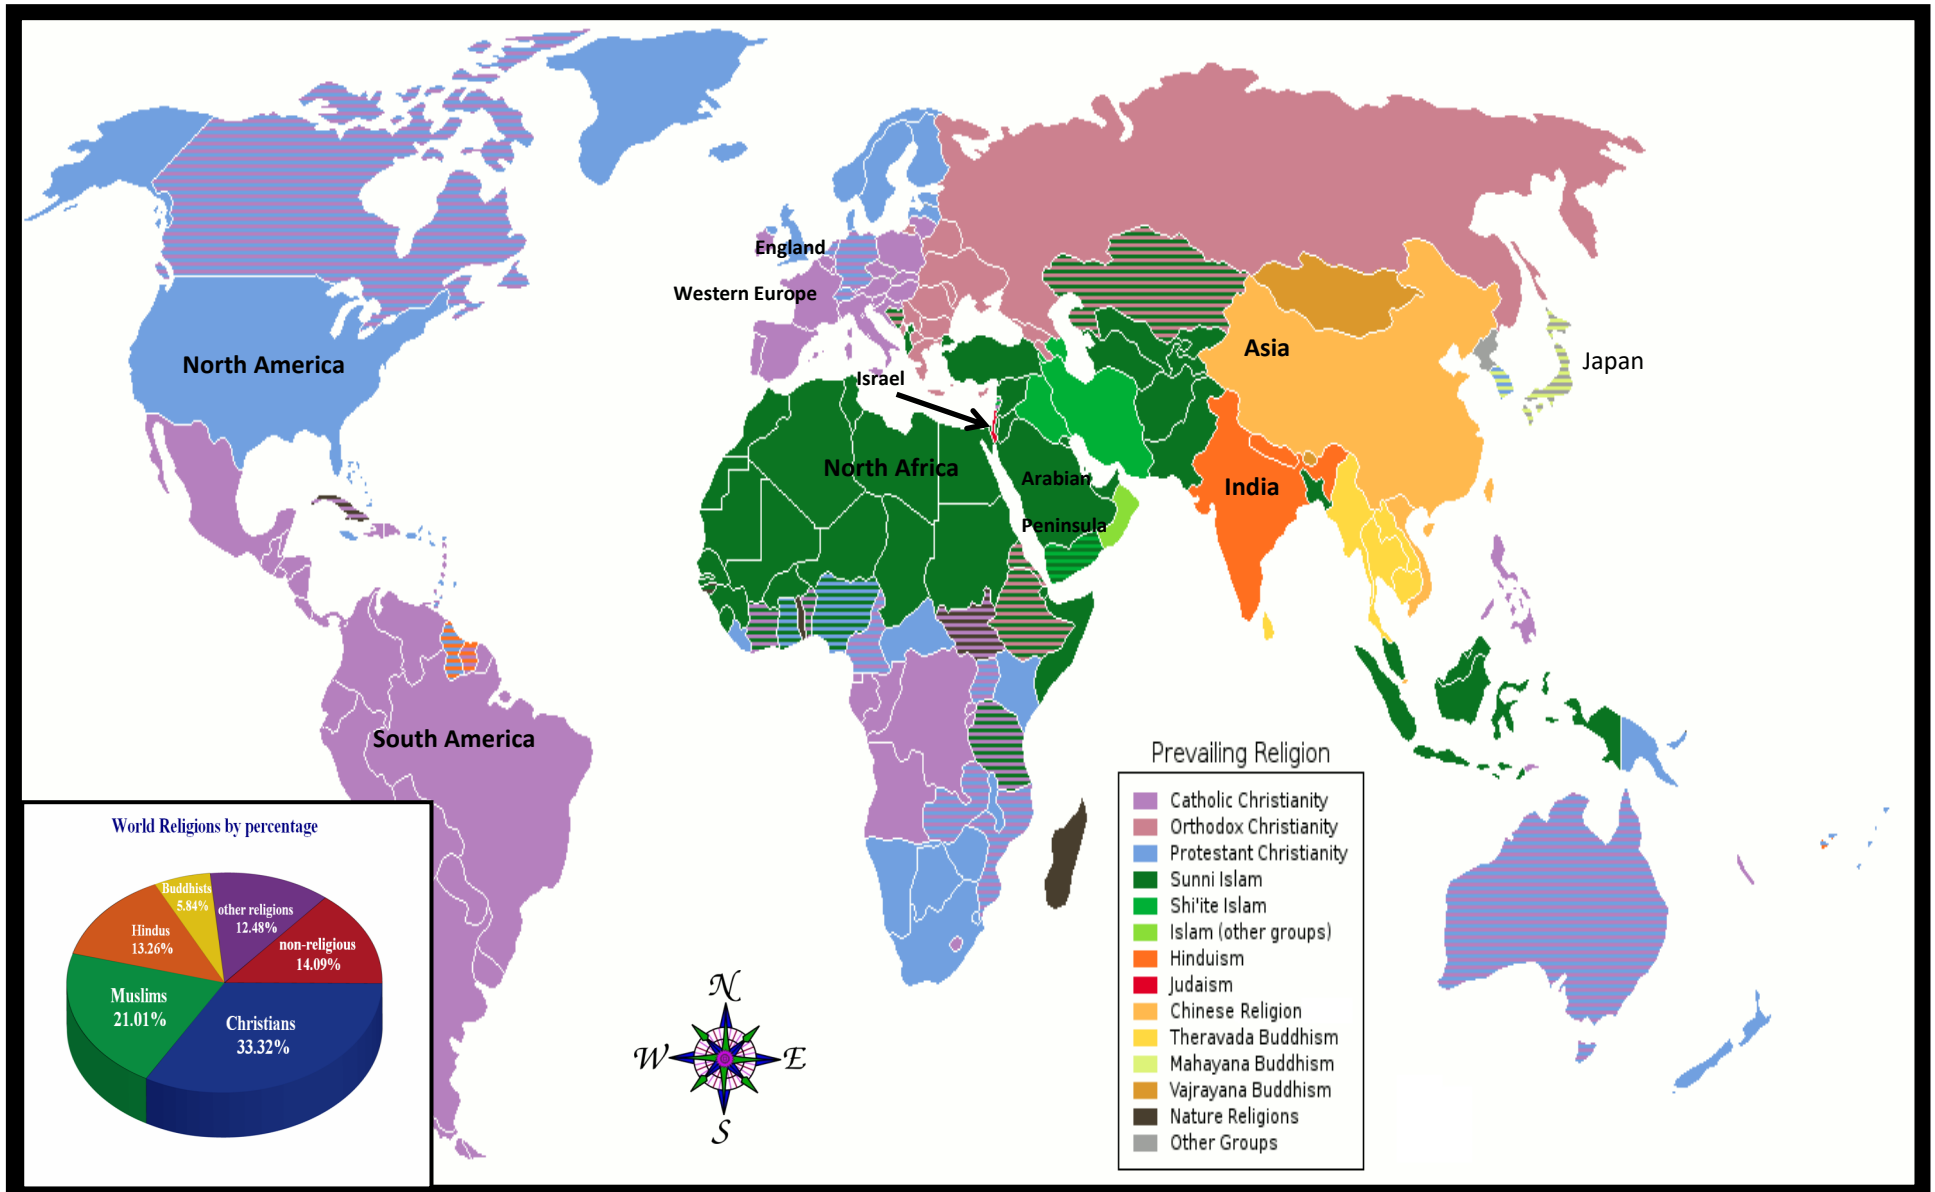 England
Western Europe
North America
Asia
Japan
Israel
North Africa
Arabian
Peninsula
India
South America
Prevailing Religion
Catholic Christianity
Orthodox Christianity
Protestant Christianity
Sunni Islam
Shi'ite Islam
Islam (other groups)
Hinduism
Judaism
Chinese Religion
Theravada Buddhism
Mahayana Buddhism
Vajrayana Buddhism
Nature Religions
Other Groups
World Religions by percentage
Buddhists
5.84%
other religions
12.48%
Hindus
13.26%
non-religious
14.09%
Muslims
21.01%
Christians
33.32%
N
W
E
S